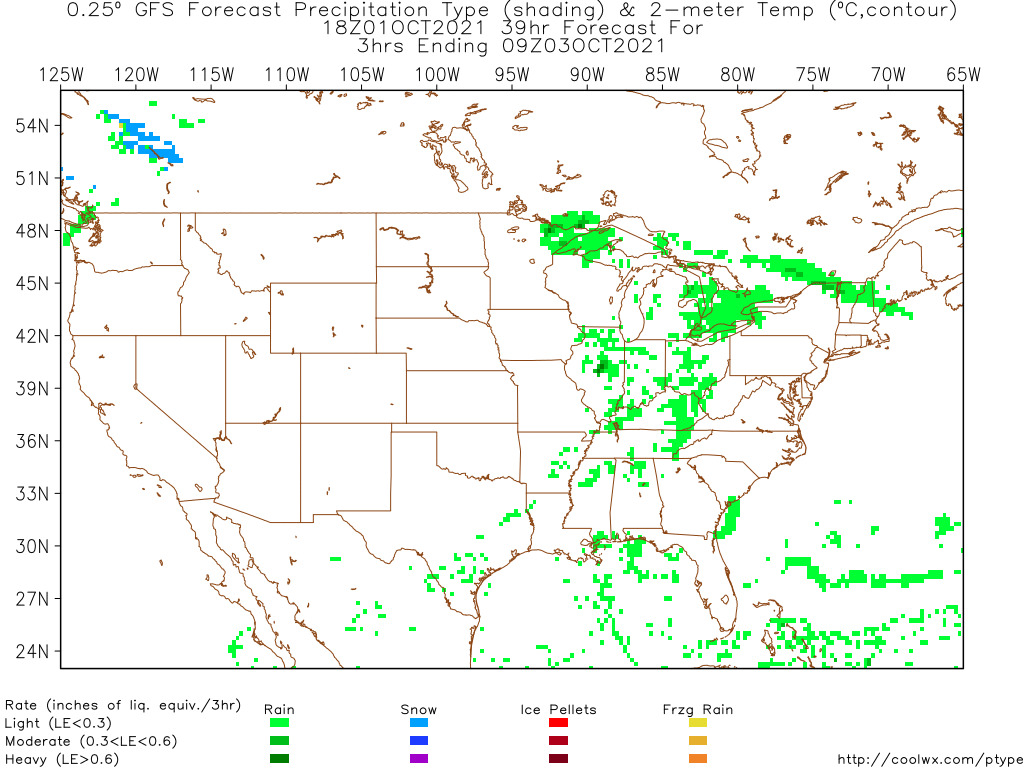 0.25º GFS Forecast Precipitation Type (shading) & 2-meter Temp (ºC,contour)
18Z01OCT2021 39hr Forecast For
3hrs Ending 09Z03OCT2021
125W 120W 115W 110W 105W 100W 95W 90W 85W 80W 75W 70W 65W
54N
51N
48N
45N
42N
39N
36N
33N
30N
27N
24N
Rate (inches of liq. equiv./3hr) Rain Snow Ice Pellets Frzg Rain
Light (LE<0.3)
Moderate (0.3<LE<0.6)
Heavy (LE>0.6) http://coolwx.com/ptype